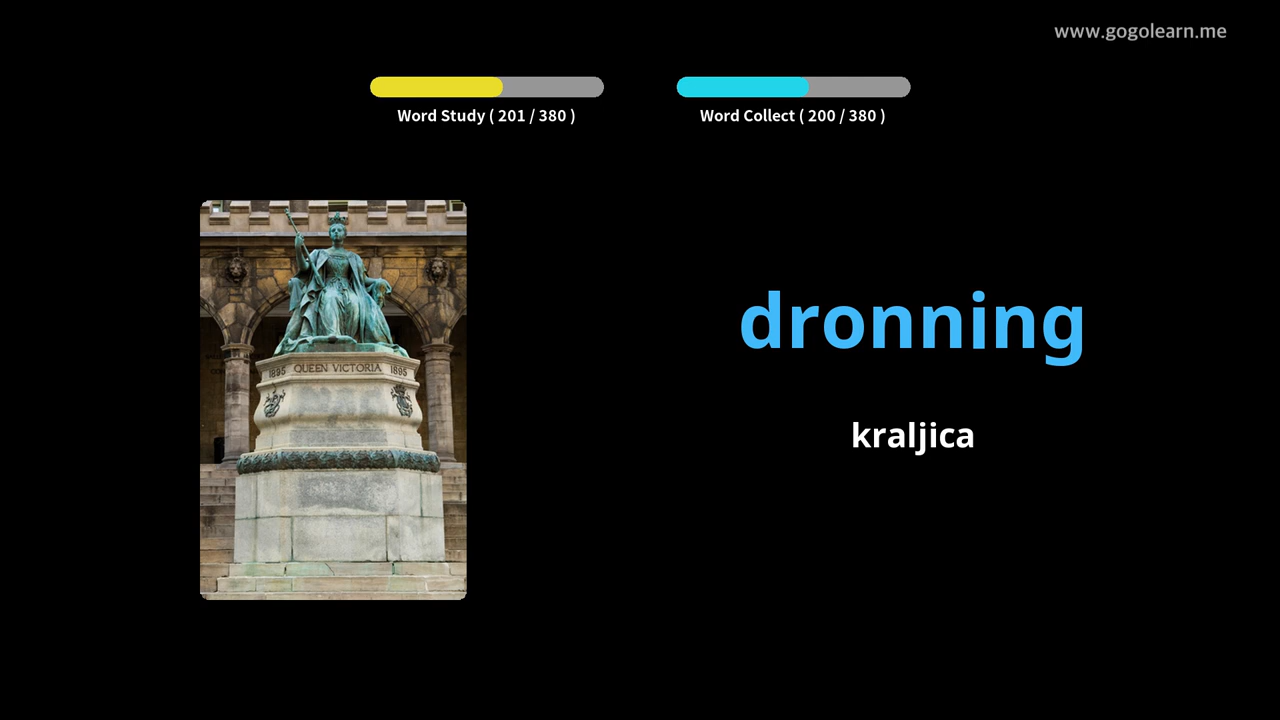 www.gogolearn.me
Word Study ( 201 / 380 )
Word Collect ( 200 / 380 )
1895 QUEEN VICTORIA 1895
dronning
kraljica